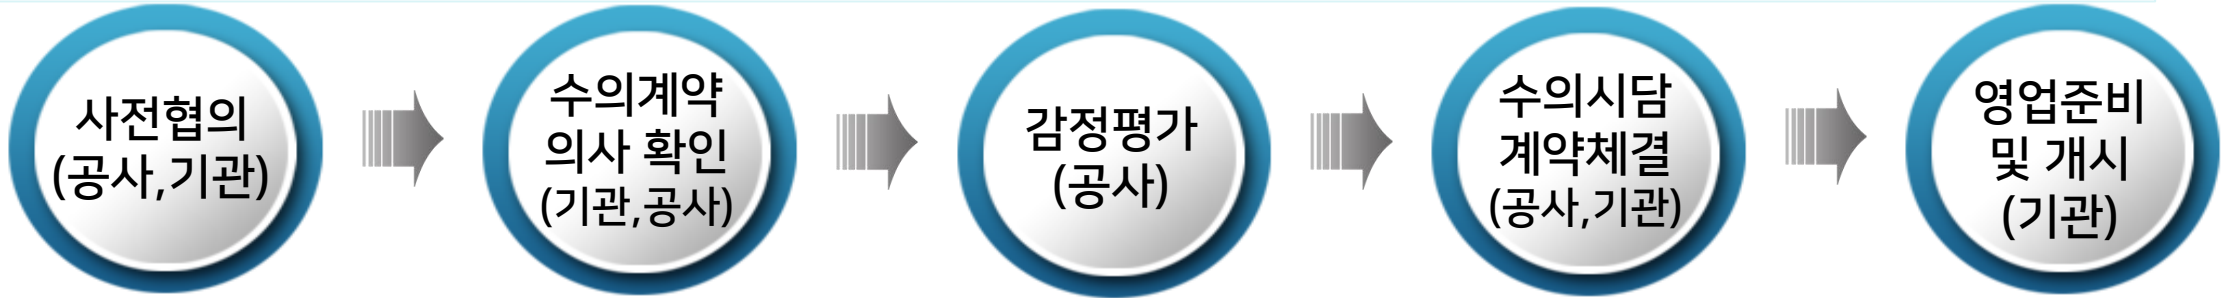 사전협의
(공사,기관)
수의계약
의사 확인
(기관,공사)
감정평가
(공사)
수의시담
계약체결
(공사,기관)
영업준비
및 개시
(기관)